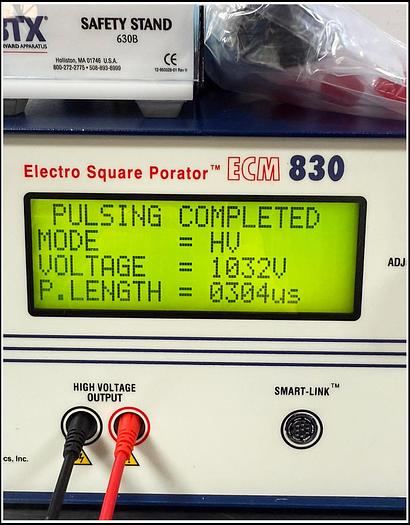 BTX
HARVARD APPARATUS
SAFETY STAND
630B
Holliston, MA 01746 U.S.A.
800-272-2775 • 508-893-8999
CE
Electro Square Porator™ ECM 830
PULSING COMPLETED
MODE = HV
VOLTAGE = 1032V
P.LENGTH = 0304us
ADJ
HIGH VOLTAGE
OUTPUT
SMART-LINK™
cs, Inc.